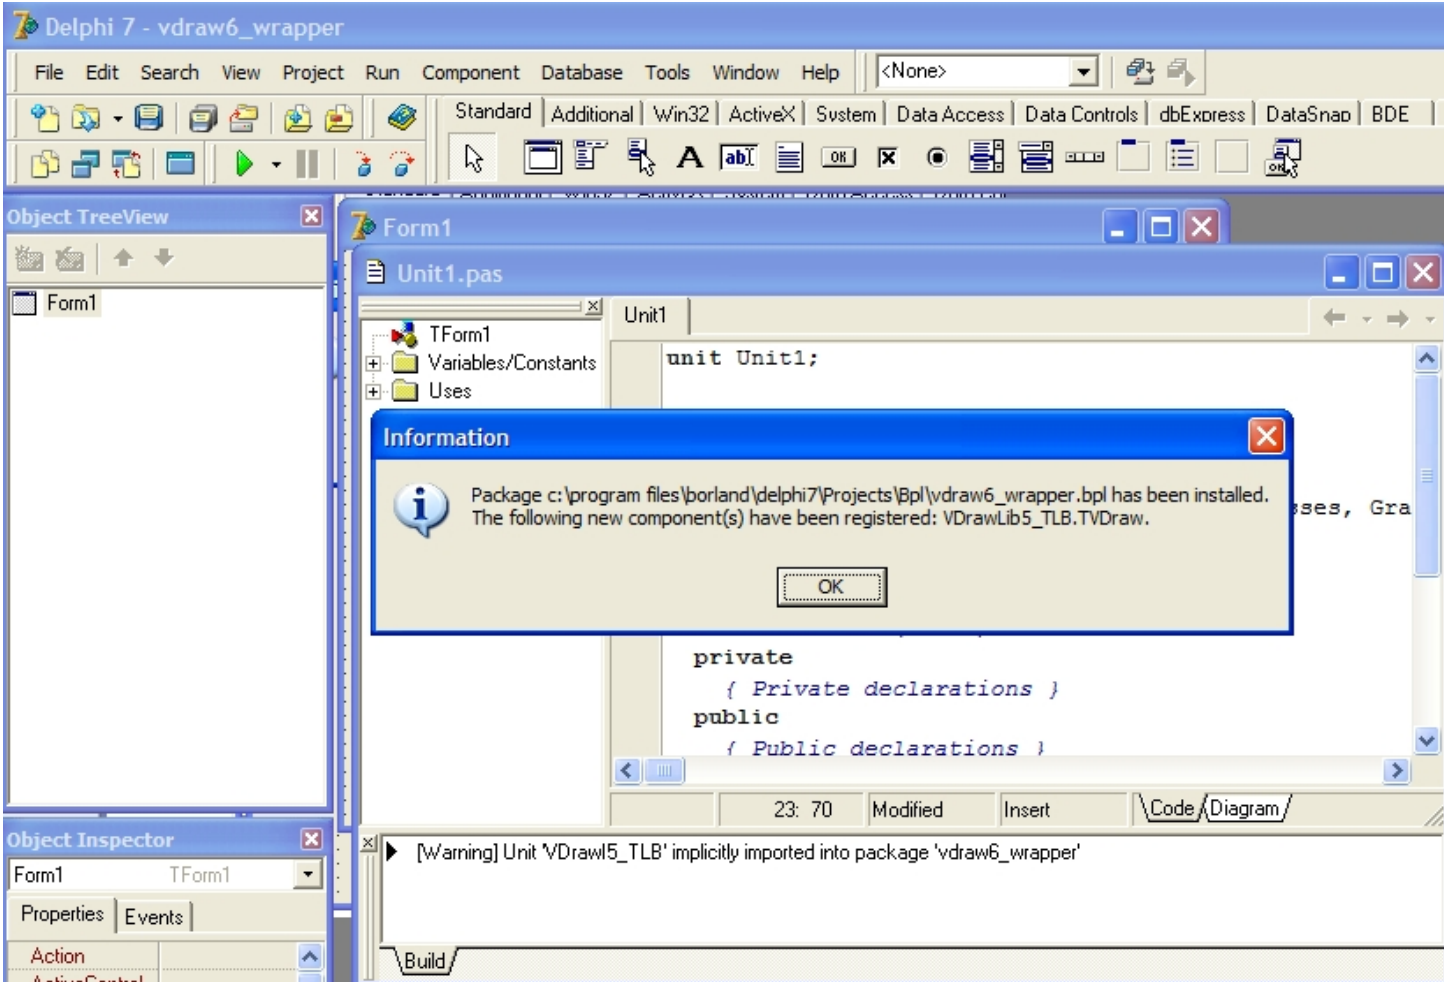 Delphi 7 - vdraw6_wrapper
File Edit Search View Project Run Component Database Tools Window Help <None>
Standard Additional Win32 ActiveX System Data Access Data Controls dbExpress DataSnap BDE
Object TreeView
Form1
Form1
Unit1.pas
TForm1
Variables/Constants
Uses
Unit1
unit Unit1;
Information
Package c:\program files\borland\delphi7\Projects\Bpl\vdraw6_wrapper.bpl has been installed.
The following new component(s) have been registered: VDrawLib5_TLB.TVDraw.
OK
sses, Gra
private
{ Private declarations }
public
{ Public declarations }
23: 70 Modified Insert Code Diagram
Object Inspector
Form1 TForm1
Properties Events
Action
[Warning] Unit 'VDrawl5_TLB' implicitly imported into package 'vdraw6_wrapper'
Build